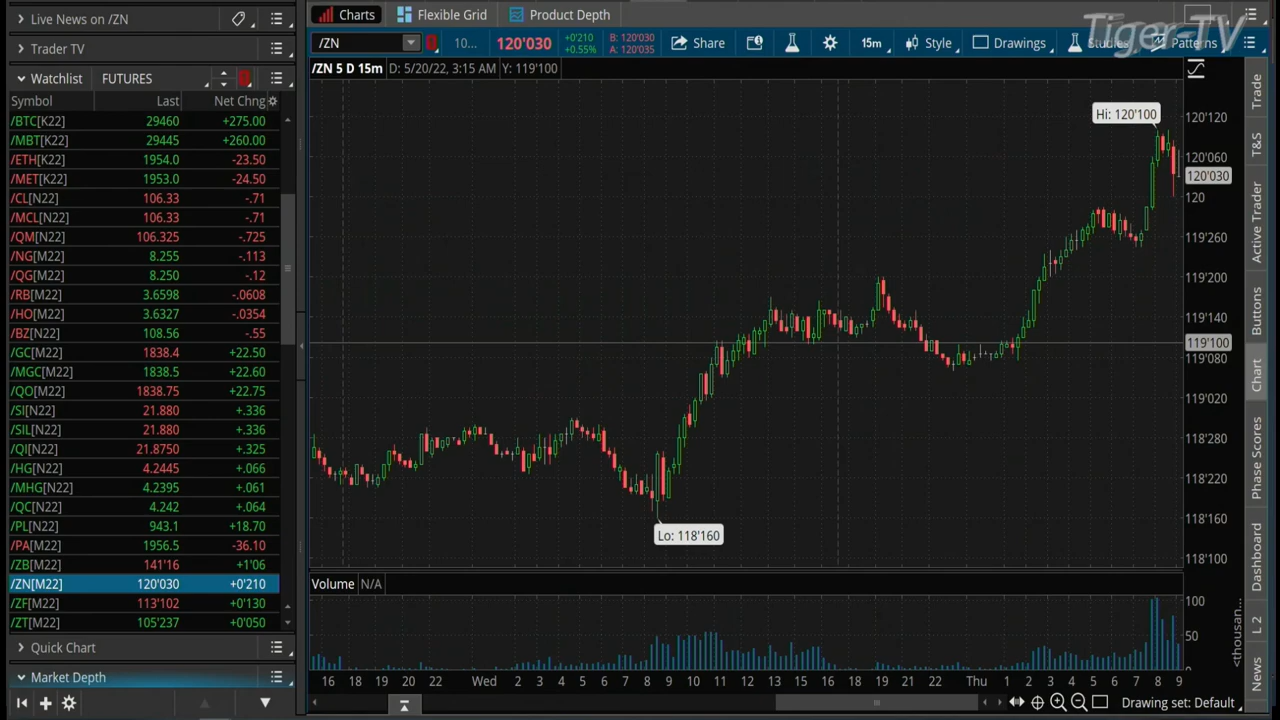 Live News on /ZN
Trader TV
Watchlist FUTURES
Symbol Last Net Chng
/BTC[K22] 29460 +275.00
/MBT[K22] 29445 +260.00
/ETH[K22] 1954.0 -23.50
/MET[K22] 1953.0 -24.50
/CL[N22] 106.33 -.71
/MCL[N22] 106.33 -.71
/QM[N22] 106.325 -.725
/NG[M22] 8.255 -.113
/QG[M22] 8.250 -.12
/RB[M22] 3.6598 -.0608
/HO[M22] 3.6327 -.0354
/BZ[N22] 108.56 -.55
/GC[M22] 1838.4 +22.50
/MGC[M22] 1838.5 +22.60
/QO[M22] 1838.75 +22.75
/SI[N22] 21.880 +.336
/SIL[N22] 21.880 +.336
/QI[N22] 21.8750 +.325
/HG[N22] 4.2445 +.066
/MHG[N22] 4.2395 +.061
/QC[N22] 4.242 +.064
/PL[N22] 943.1 +18.70
/PA[M22] 1956.5 -36.10
/ZB[M22] 141'16 +1'06
/ZN[M22] 120'030 +0'210
/ZF[M22] 113'102 +0'130
/ZT[M22] 105'237 +0'050
Quick Chart
Market Depth
Charts Flexible Grid Product Depth
Tiger-TV
/ZN 10... 120'030 +0'210 +0.55% B: 120'030 A: 120'035 Share 15m Style Drawings Studies Patterns
/ZN 5 D 15m D: 5/20/22, 3:15 AM Y: 119'100
Hi: 120'100
Lo: 118'160
120'120
120'060
120'030
120
119'260
119'200
119'140
119'100
119'080
119'020
118'280
118'220
118'160
118'100
Volume N/A
100
50
0
<thousan...
16 17 18 19 20 21 22 Wed 2 3 4 5 6 7 8 9 10 11 12 13 14 15 16 18 19 20 21 22 Thu 1 2 3 4 5 6 7 8 9
Drawing set: Default
Trade
T&S
Active Trader
Buttons
Chart
Phase Scores
Dashboard
L 2
News